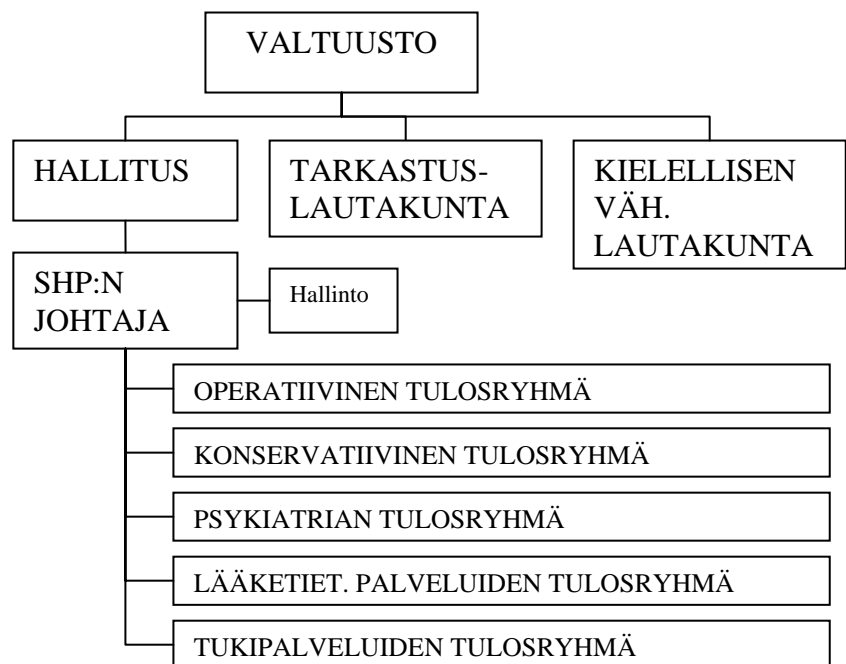 VALTUUSTO
HALLITUS
TARKASTUS-
LAUTAKUNTA
KIELELLISEN
VÄH.
LAUTAKUNTA
SHP:N
JOHTAJA
Hallinto
OPERATIIVINEN TULOSRYHMÄ
KONSERVATIIVINEN TULOSRYHMÄ
PSYKIATRIAN TULOSRYHMÄ
LÄÄKETIET. PALVELUIDEN TULOSRYHMÄ
TUKIPALVELUIDEN TULOSRYHMÄ